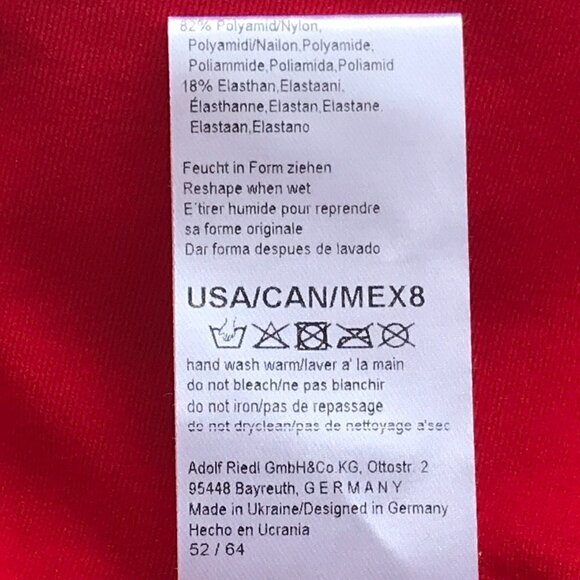 82% Polyamid/Nylon,
Polyamidi/Nailon,Polyamide,
Poliammide,Poliamida,Poliamid
18% Elasthan,Elastaani,
Élasthanne,Elastan,Elastane.
Elastaan,Elastano
Feucht in Form ziehen
Reshape when wet
E´tirer humide pour reprendre
sa forme originale
Dar forma despues de lavado
USA/CAN/MEX8
hand wash warm/laver a' la main
do not bleach/ne pas blanchir
do not iron/pas de repassage
do not dryclean/pas de nettoyage a'sec
Adolf Riedl GmbH&Co.KG, Ottostr. 2
95448 Bayreuth, G E R M A N Y
Made in Ukraine/Designed in Germany
Hecho en Ucrania
52 / 64